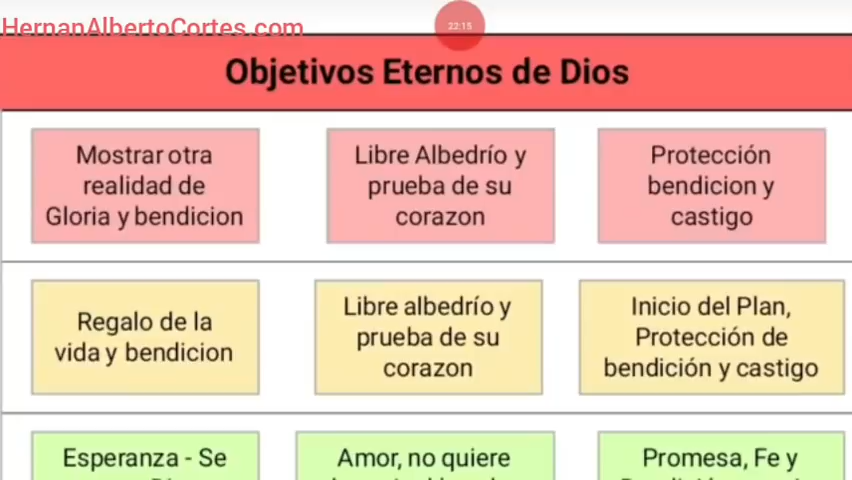 HernanAlbertoCortes.com
22:15
Objetivos Eternos de Dios
Mostrar otra
realidad de
Gloria y bendicion
Libre Albedrío y
prueba de su
corazon
Protección
bendicion y
castigo
Regalo de la
vida y bendicion
Libre albedrío y
prueba de su
corazon
Inicio del Plan,
Protección de
bendición y castigo
Esperanza - Se
Amor, no quiere
Promesa, Fe y